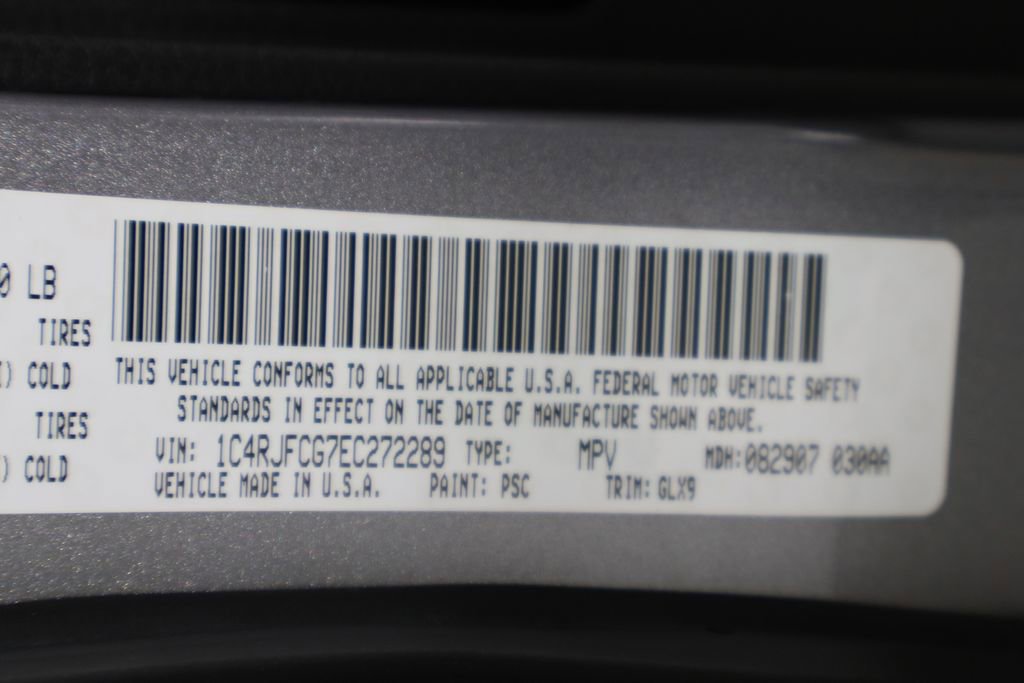 0 LB
TIRES
) COLD
TIRES
) COLD
THIS VEHICLE CONFORMS TO ALL APPLICABLE U.S.A. FEDERAL MOTOR VEHICLE SAFETY
STANDARDS IN EFFECT ON THE DATE OF MANUFACTURE SHOWN ABOVE.
VIN: 1C4RJFCG7EC272289 TYPE: MPV MDH:082907 030AA
VEHICLE MADE IN U.S.A. PAINT: PSC TRIM: GLX9